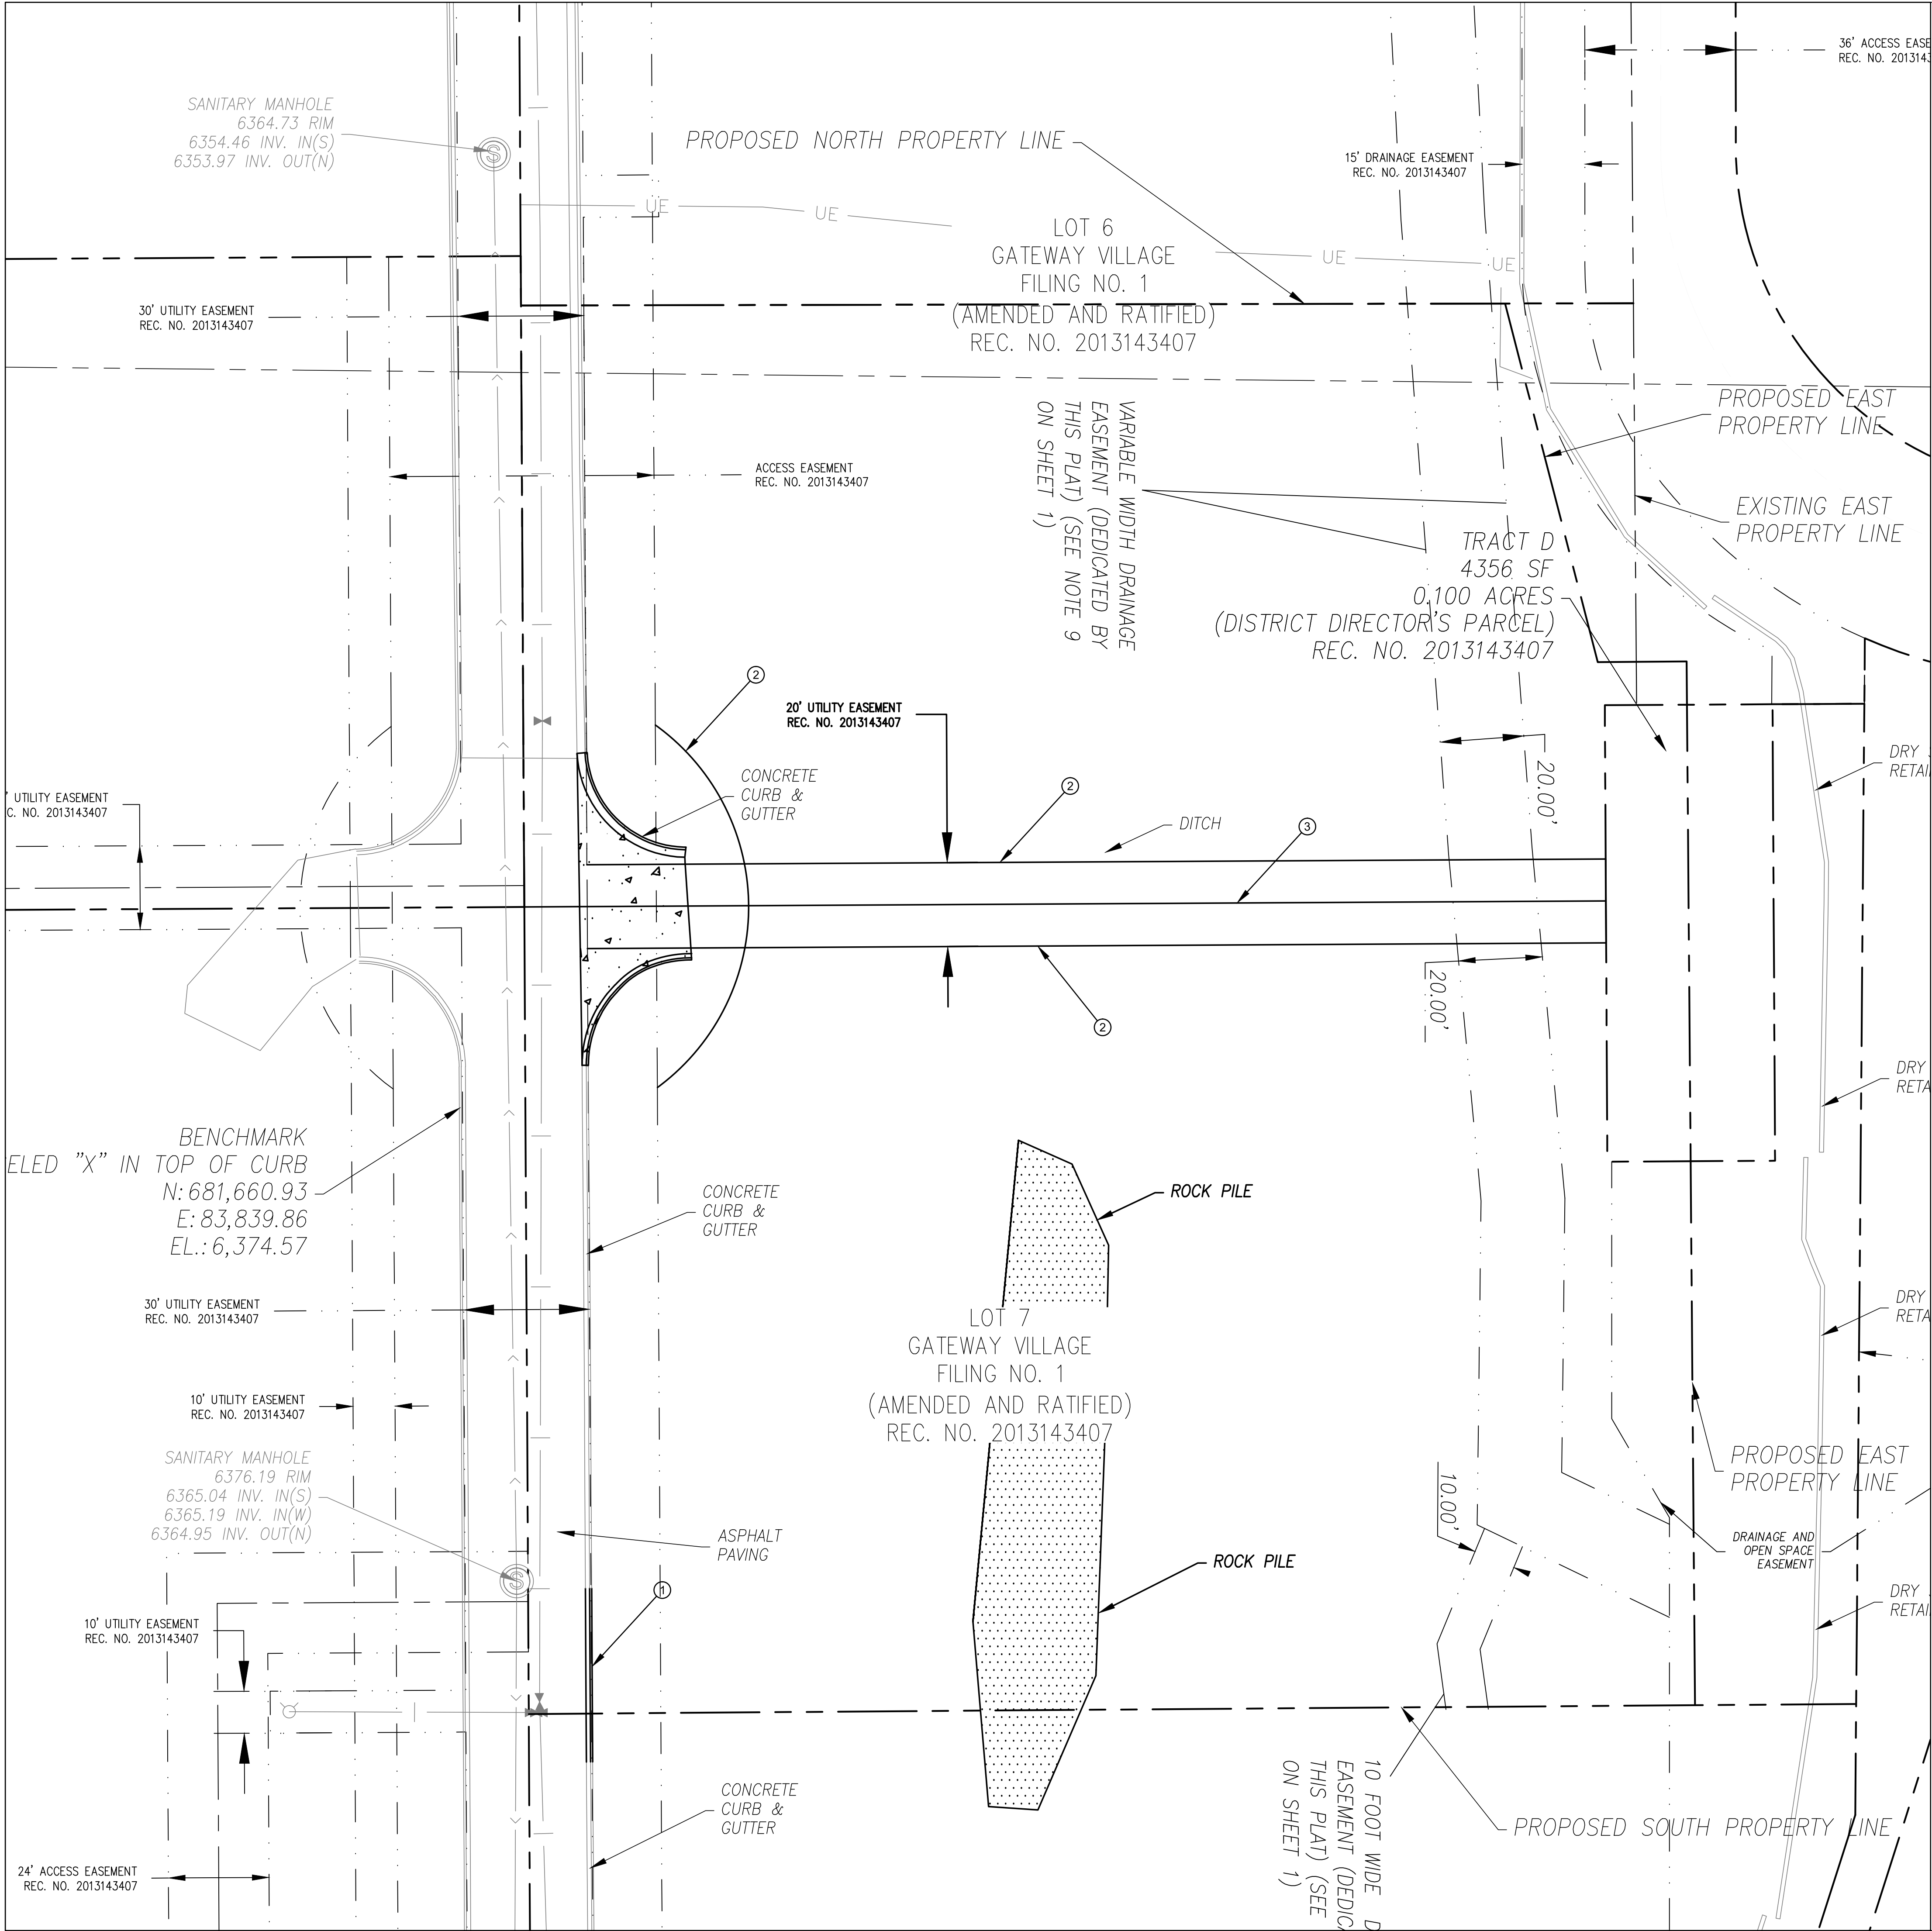 36' ACCESS EASE
REC. NO. 201314
SANITARY MANHOLE
6364.73 RIM
6354.46 INV. IN(S)
6353.97 INV. OUT(N)
S
PROPOSED NORTH PROPERTY LINE
15' DRAINAGE EASEMENT
REC. NO. 2013143407
UE
UE
UE
UE
LOT 6
GATEWAY VILLAGE
FILING NO. 1
(AMENDED AND RATIFIED)
REC. NO. 2013143407
30' UTILITY EASEMENT
REC. NO. 2013143407
PROPOSED EAST
PROPERTY LINE
ACCESS EASEMENT
REC. NO. 2013143407
VARIABLE WIDTH DRAINAGE
EASEMENT (DEDICATED BY
THIS PLAT) (SEE NOTE 9
ON SHEET 1)
EXISTING EAST
PROPERTY LINE
TRACT D
4356 SF
0.100 ACRES
(DISTRICT DIRECTOR'S PARCEL)
REC. NO. 2013143407
2
20' UTILITY EASEMENT
REC. NO. 2013143407
CONCRETE
CURB &
GUTTER
2
DITCH
3
20.00'
DRY
RETAI
' UTILITY EASEMENT
C. NO. 2013143407
20.00'
2
DRY
RETA
BENCHMARK
ELED "X" IN TOP OF CURB
N: 681,660.93
E: 83,839.86
EL.: 6,374.57
CONCRETE
CURB &
GUTTER
ROCK PILE
30' UTILITY EASEMENT
REC. NO. 2013143407
LOT 7
GATEWAY VILLAGE
FILING NO. 1
(AMENDED AND RATIFIED)
REC. NO. 2013143407
DRY
RETA
10' UTILITY EASEMENT
REC. NO. 2013143407
SANITARY MANHOLE
6376.19 RIM
6365.04 INV. IN(S)
6365.19 INV. IN(W)
6364.95 INV. OUT(N)
S
ASPHALT
PAVING
ROCK PILE
10.00'
PROPOSED EAST
PROPERTY LINE
DRAINAGE AND
OPEN SPACE
EASEMENT
DRY
RETAI
1
10' UTILITY EASEMENT
REC. NO. 2013143407
CONCRETE
CURB &
GUTTER
10 FOOT WIDE D
EASEMENT (DEDICA
THIS PLAT) (SEE
ON SHEET 1)
PROPOSED SOUTH PROPERTY LINE
24' ACCESS EASEMENT
REC. NO. 2013143407